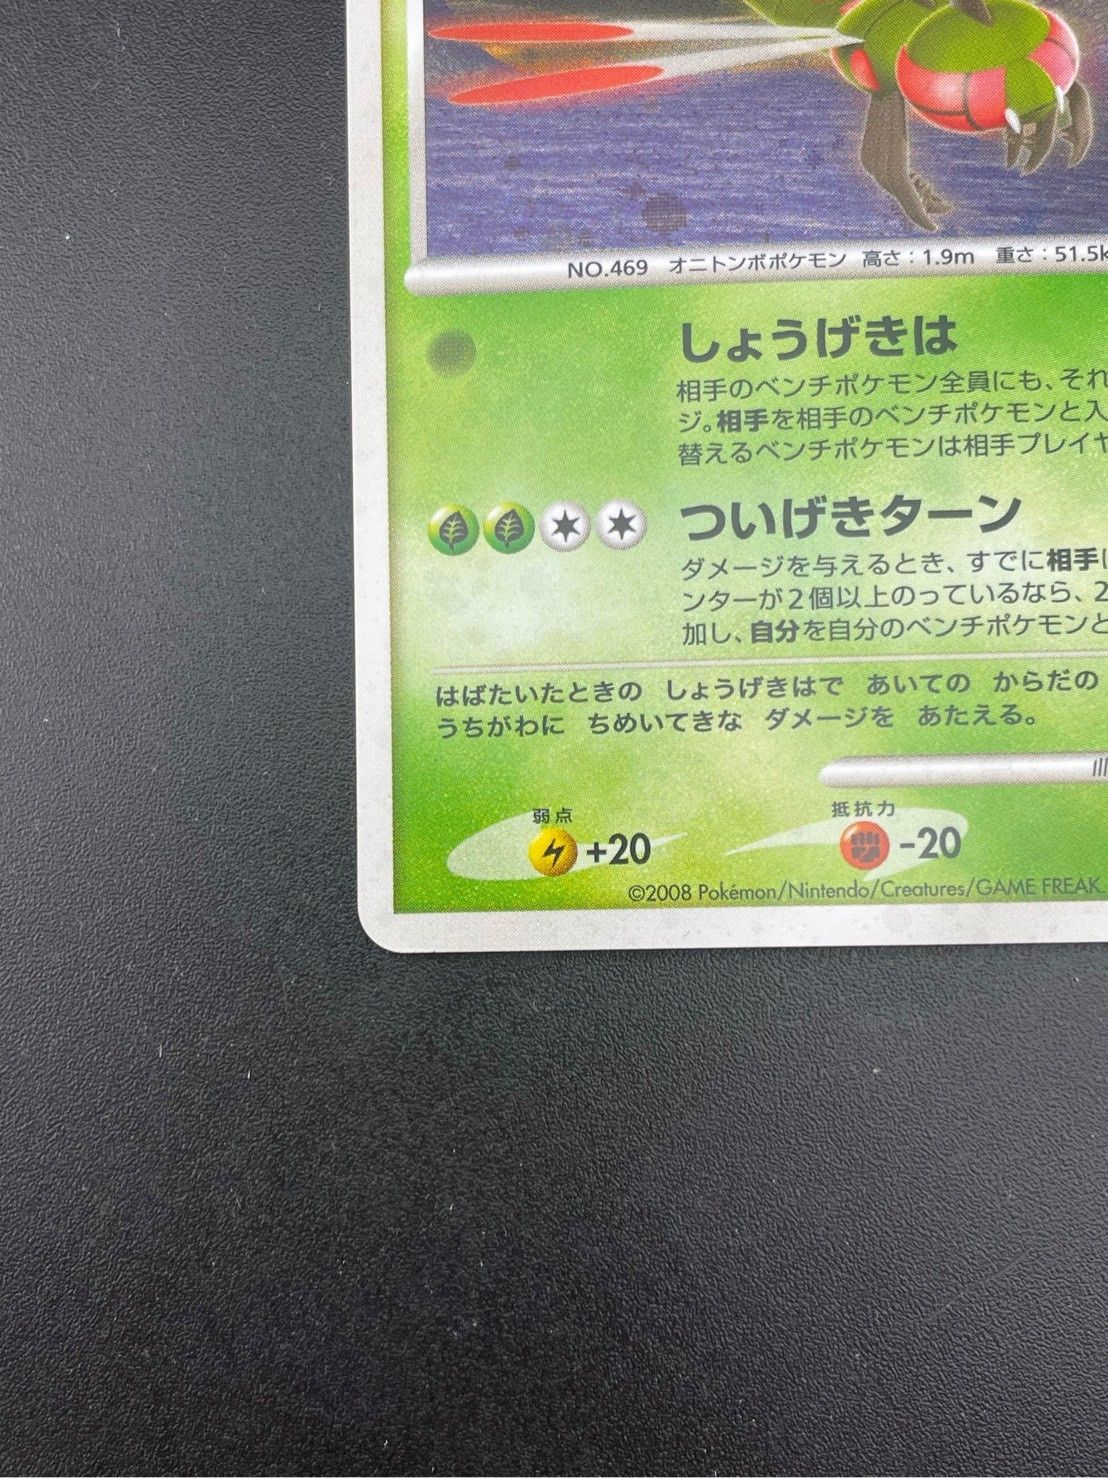 NO.469 オニトンボポケモン 高さ：1.9m 重さ：51.5k
しょうげきは
相手のベンチポケモン全員にも、それ
ジ。相手を相手のベンチポケモンと入
替えるベンチポケモンは相手プレイヤ
ついげきターン
ダメージを与えるとき、すでに相手に
ンターが2個以上のっているなら、2
加し、自分を自分のベンチポケモンと
はばたいたときの しょうげきはで あいての からだの
うちがわに ちめいてきな ダメージを あたえる。
Ill
弱点 抵抗力
+20 -20
©2008 Pokémon/Nintendo/Creatures/GAME FREAK.